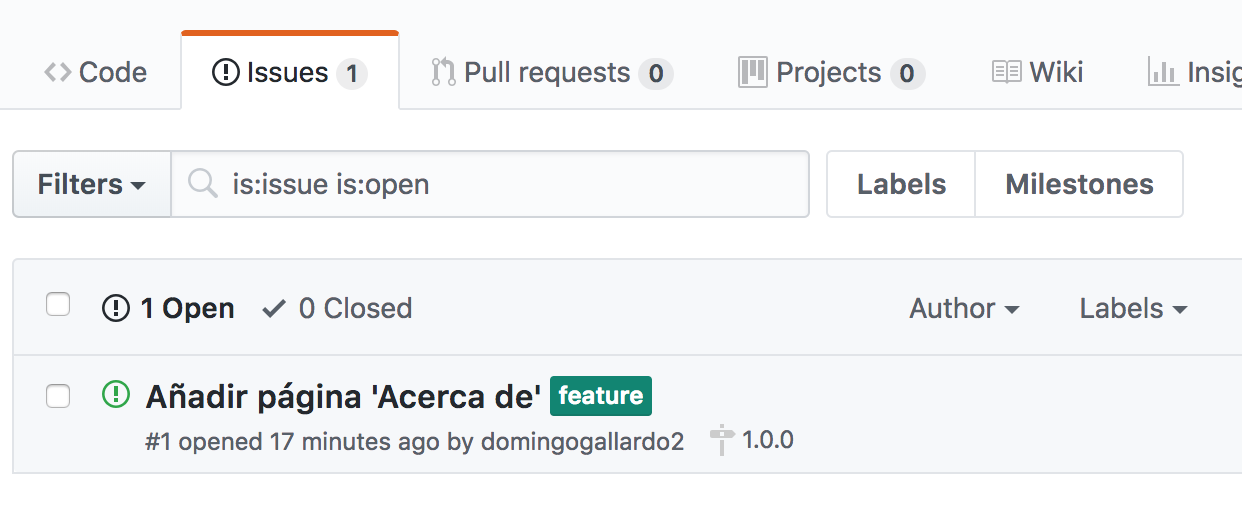 Code Issues 1 Pull requests 0 Projects 0 Wiki
Filters is:issue is:open Labels Milestones
1 Open 0 Closed Author Labels
Añadir página 'Acerca de' feature
#1 opened 17 minutes ago by domingogallardo2 1.0.0